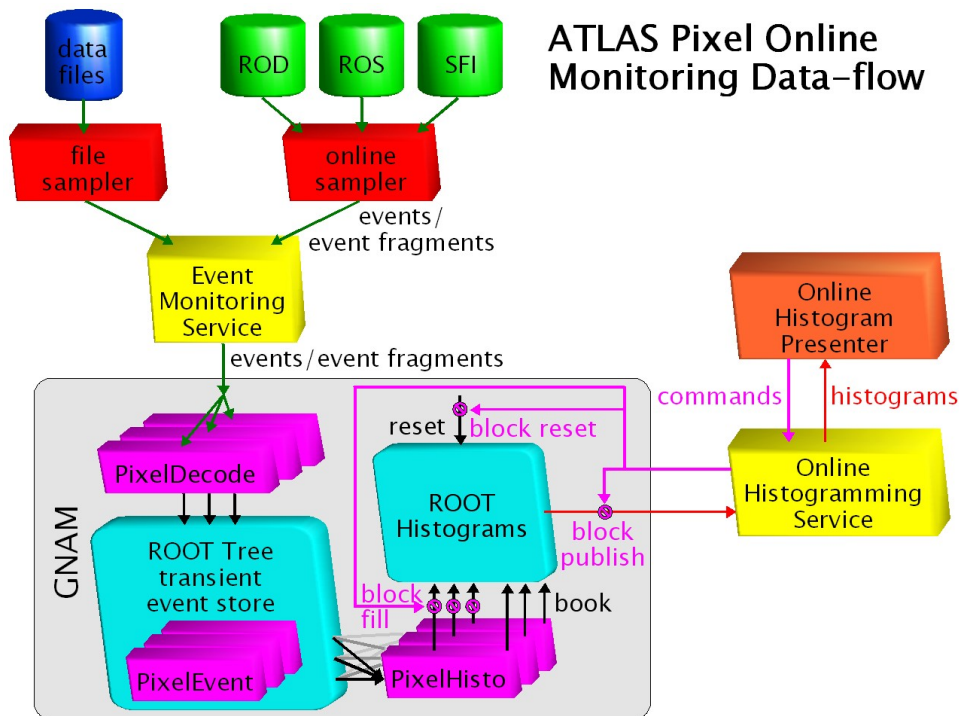 ATLAS Pixel Online
Monitoring Data-flow
data
files
ROD
ROS
SFI
file
sampler
online
sampler
events/
event fragments
Event
Monitoring
Service
events/event fragments
Online
Histogram
Presenter
commands
histograms
reset
block reset
PixelDecode
ROOT
Histograms
Online
Histogramming
Service
block
publish
GNAM
ROOT Tree
transient
event store
block
fill
book
PixelEvent
PixelHisto